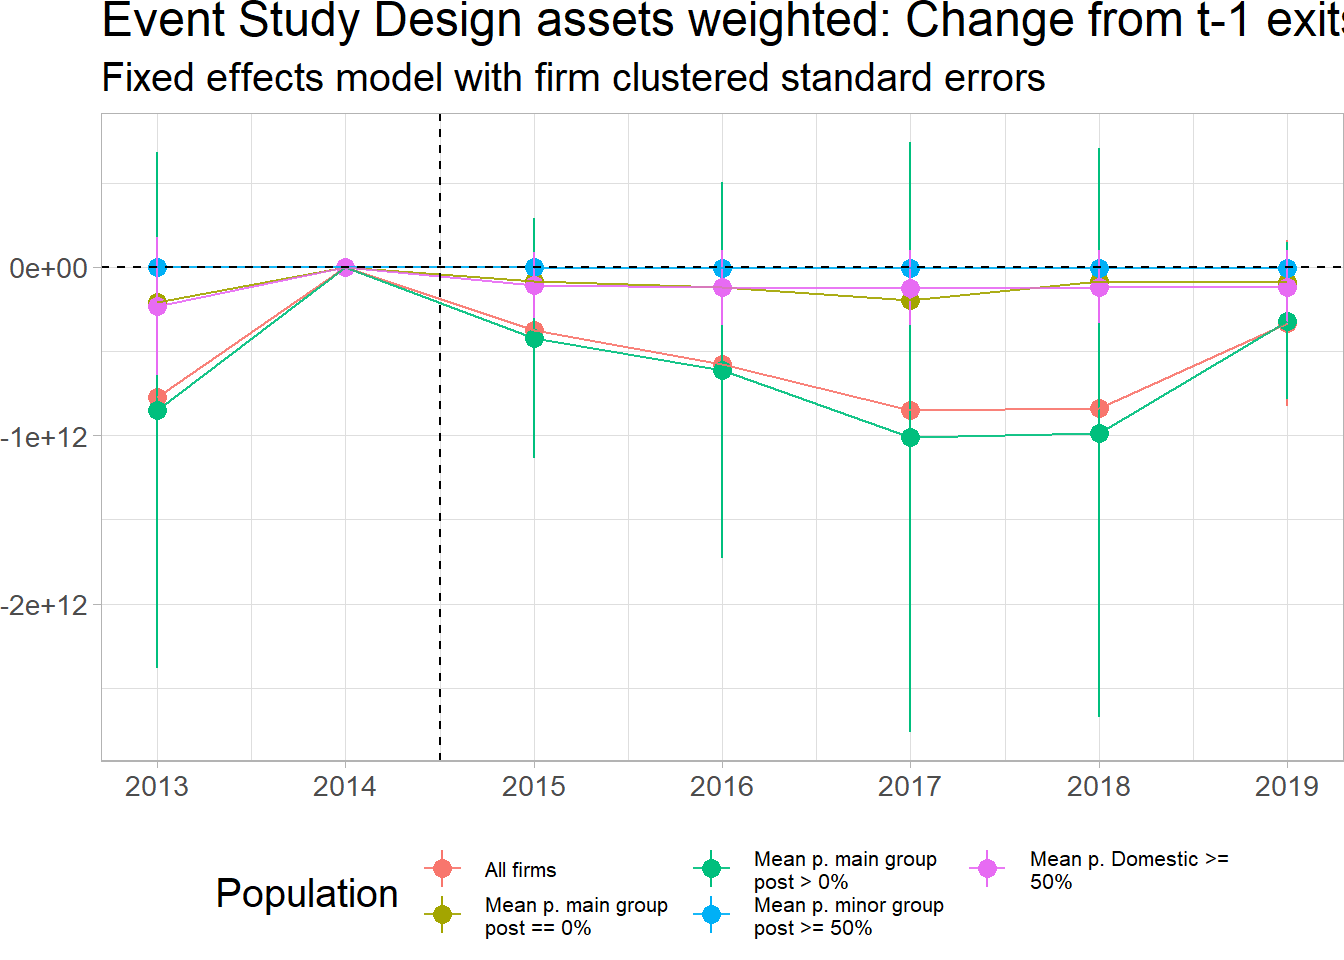 Event Study Design assets weighted: Change from t-1 exits
Fixed effects model with firm clustered standard errors
0e+00
-1e+12
-2e+12
2013 2014 2015 2016 2017 2018 2019
Population
All firms
Mean p. main group
post == 0%
Mean p. main group
post > 0%
Mean p. minor group
post >= 50%
Mean p. Domestic >=
50%